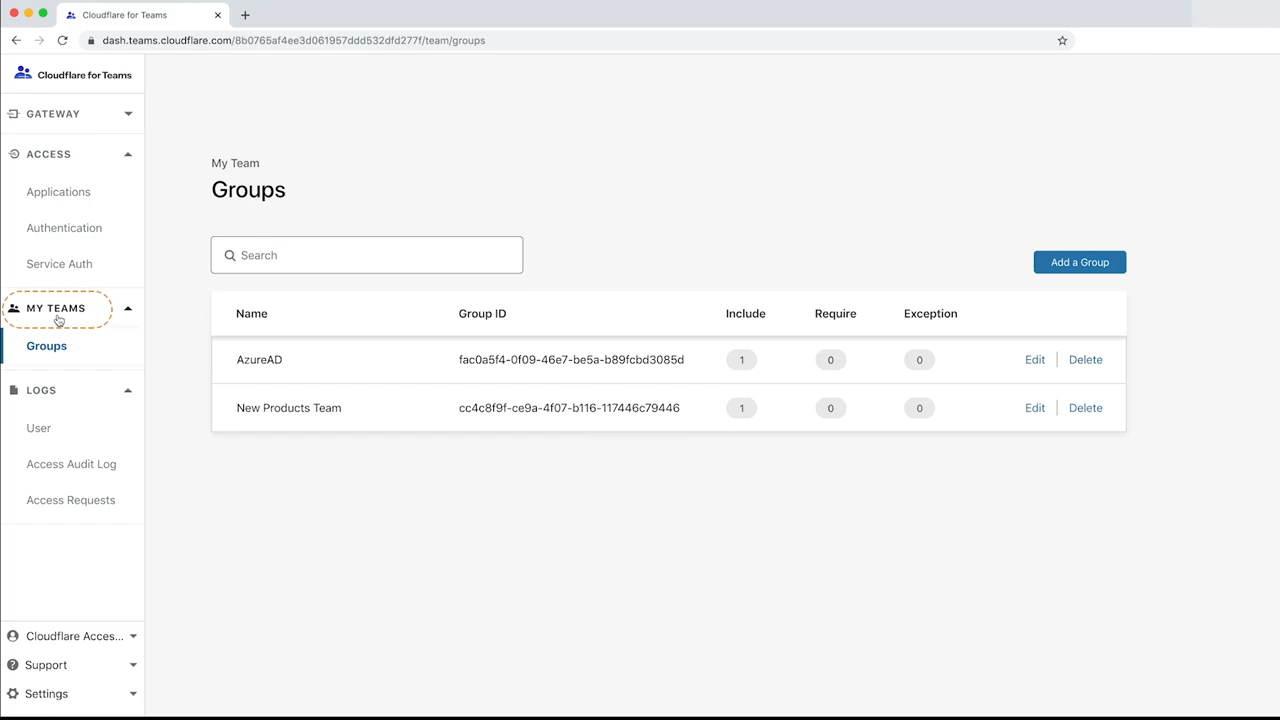 Cloudflare for Teams
dash.teams.cloudflare.com/8b0765af4ee3d061957ddd532dfd277f/team/groups
Cloudflare for Teams
GATEWAY
ACCESS
Applications
Authentication
Service Auth
MY TEAMS
Groups
LOGS
User
Access Audit Log
Access Requests
Cloudflare Acces...
Support
Settings
My Team
Groups
Search
Add a Group
Name Group ID Include Require Exception
AzureAD fac0a5f4-0f09-46e7-be5a-b89fcbd3085d 1 0 0 Edit Delete
New Products Team cc4c8f9f-ce9a-4f07-b116-117446c79446 1 0 0 Edit Delete